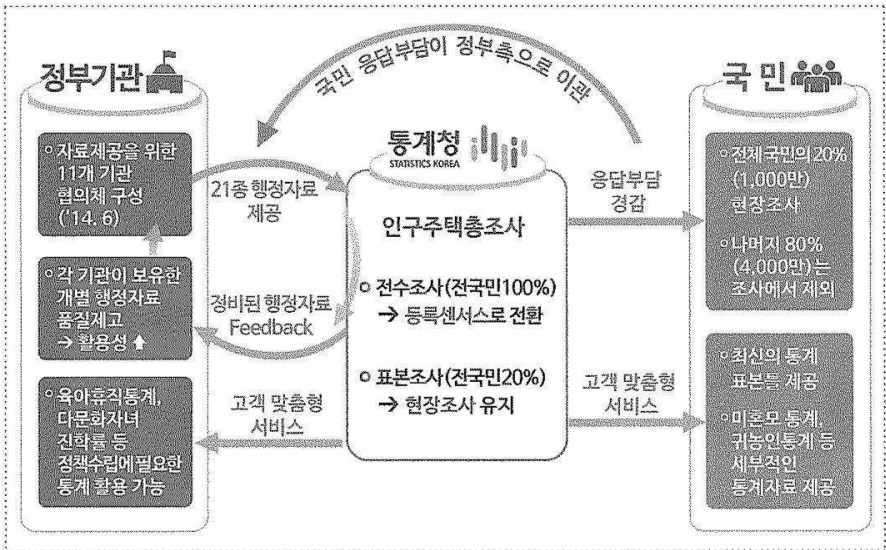 국민 응답부담이 정부측으로 이관
정부기관
자료제공을 위한
11개 기관
협의체 구성
('14. 6)
각 기관이 보유한
개별 행정자료
품질제고
→ 활용성 ↑
육아휴직통계,
다문화자녀
진학률 등
정책수립에 필요한
통계 활용 가능
21종 행정자료
제공
정비된 행정자료
Feedback
고객 맞춤형
서비스
통계청
STATISTICS KOREA
인구주택총조사
전수조사(전국민100%)
→ 등록센서스로 전환
표본조사(전국민20%)
→ 현장조사 유지
응답부담
경감
고객 맞춤형
서비스
국 민
전체 국민의 20%
(1,000만)
현장조사
나머지 80%
(4,000만)는
조사에서 제외
최신의 통계
표본틀 제공
미혼모 통계,
귀농인통계 등
세부적인
통계자료 제공